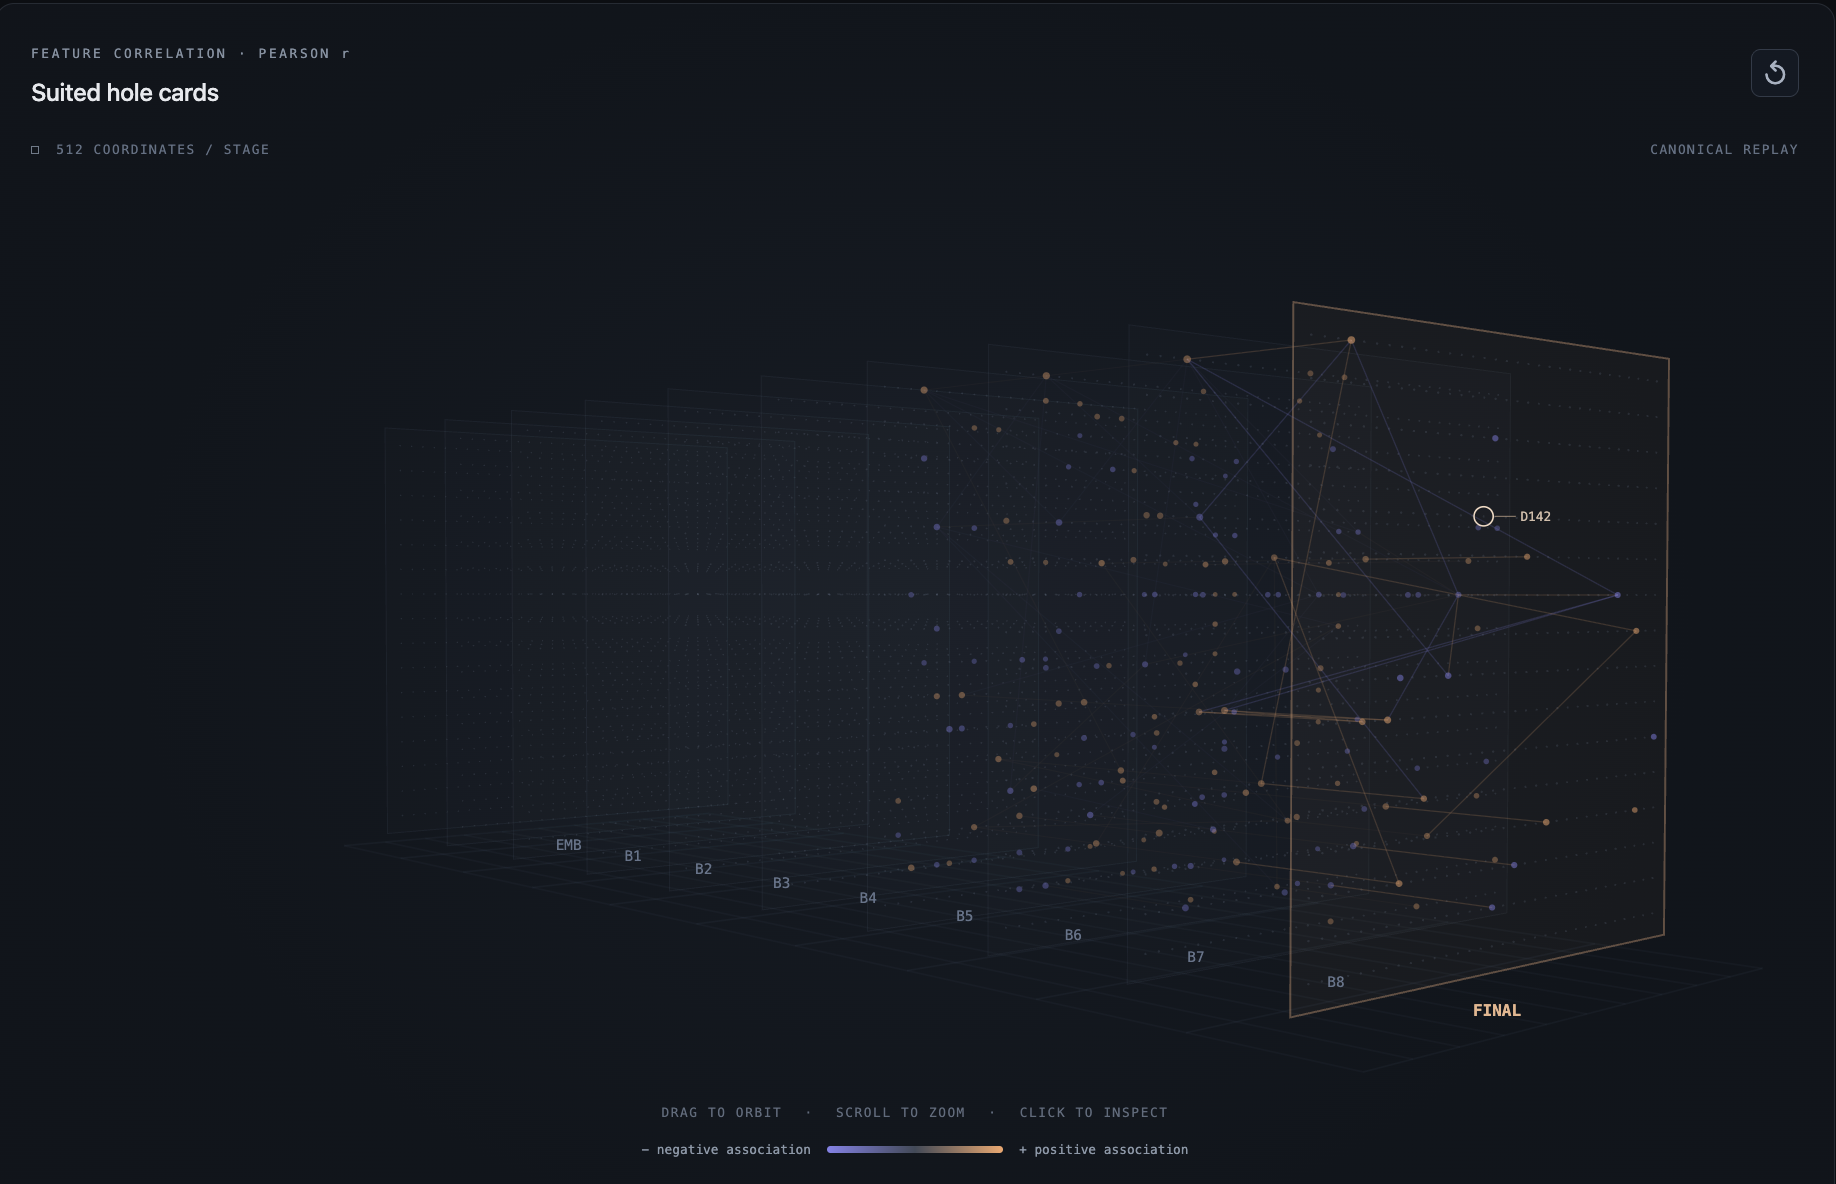 FEATURE CORRELATION · PEARSON r
Suited hole cards
512 COORDINATES / STAGE
CANONICAL REPLAY
D142
EMB
B1
B2
B3
B4
B5
B6
B7
B8
FINAL
DRAG TO ORBIT · SCROLL TO ZOOM · CLICK TO INSPECT
− negative association
+ positive association